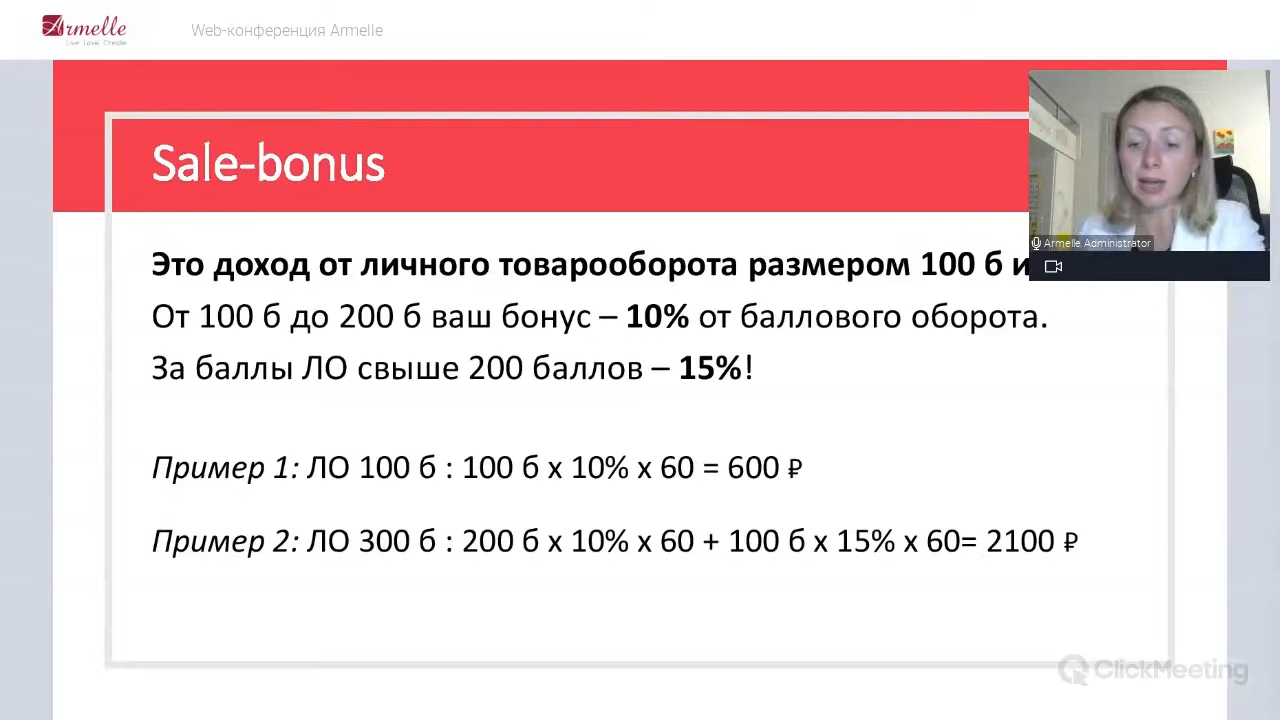 Armelle
Live Love Create
Web-конференция Armelle
Sale-bonus
Armelle Administrator
Это доход от личного товарооборота размером 100 б и
От 100 б до 200 б ваш бонус – 10% от баллового оборота.
За баллы ЛО свыше 200 баллов – 15%!
Пример 1: ЛО 100 б : 100 б х 10% х 60 = 600 ₽
Пример 2: ЛО 300 б : 200 б х 10% х 60 + 100 б х 15% х 60= 2100 ₽
ClickMeeting